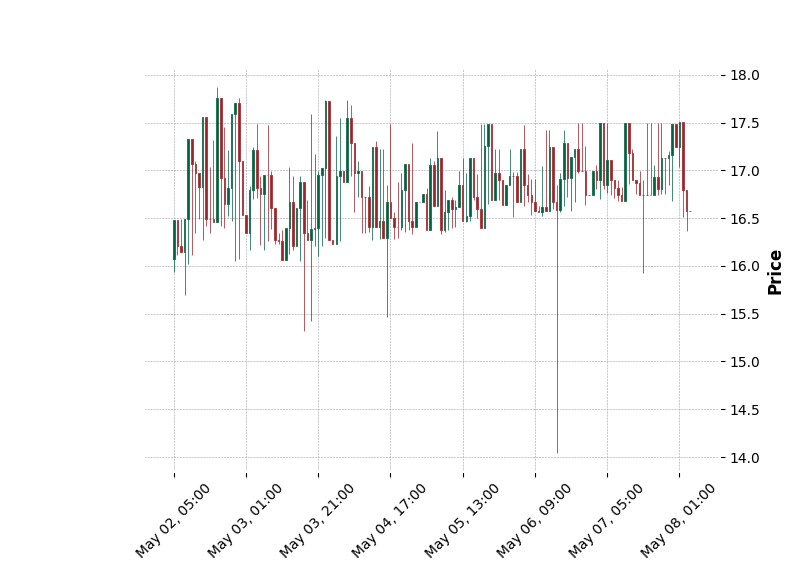 18.0
17.5
17.0
16.5
16.0
15.5
15.0
14.5
14.0
Price
May 02, 05:00
May 03, 01:00
May 03, 21:00
May 04, 17:00
May 05, 13:00
May 06, 09:00
May 07, 05:00
May 08, 01:00